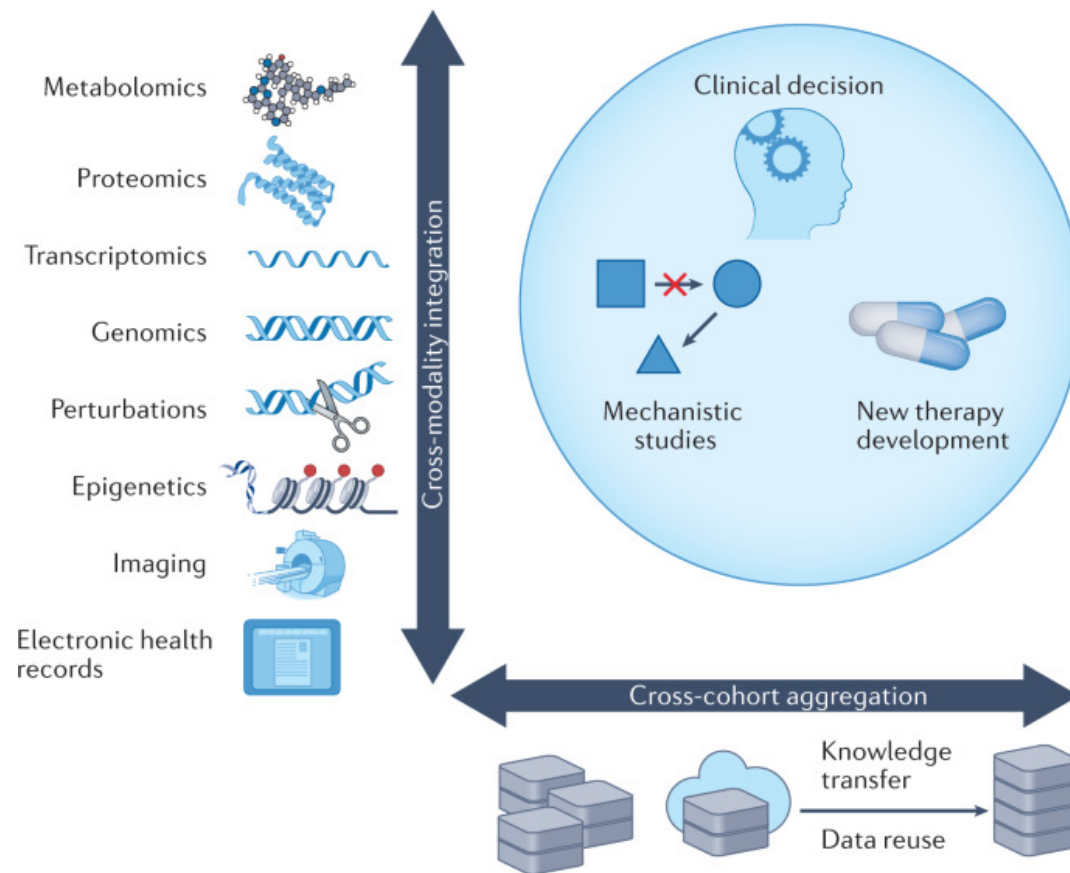 Metabolomics
Proteomics
Transcriptomics
Genomics
Perturbations
Epigenetics
Imaging
Electronic health
records
Cross-modality integration
Clinical decision
Mechanistic
studies
New therapy
development
Cross-cohort aggregation
Knowledge
transfer
Data reuse